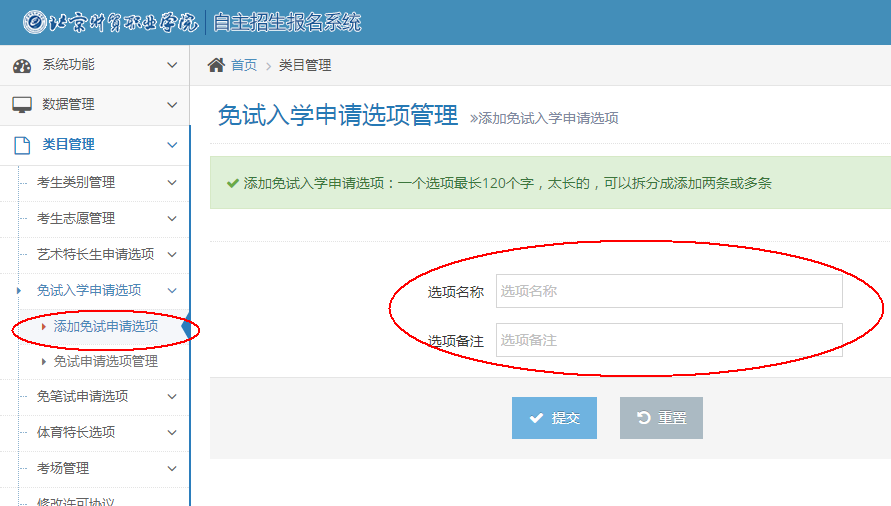 北京财贸职业学院 自主招生报名系统
系统功能
数据管理
类目管理
考生类别管理
考生志愿管理
艺术特长生申请选项
免试入学申请选项
添加免试申请选项
免试申请选项管理
免笔试申请选项
体育特长选项
考场管理
修改许可协议
首页 > 类目管理
免试入学申请选项管理 »添加免试入学申请选项
添加免试入学申请选项：一个选项最长120个字，太长的，可以拆分成添加两条或多条
选项名称 选项名称
选项备注 选项备注
提交 重置